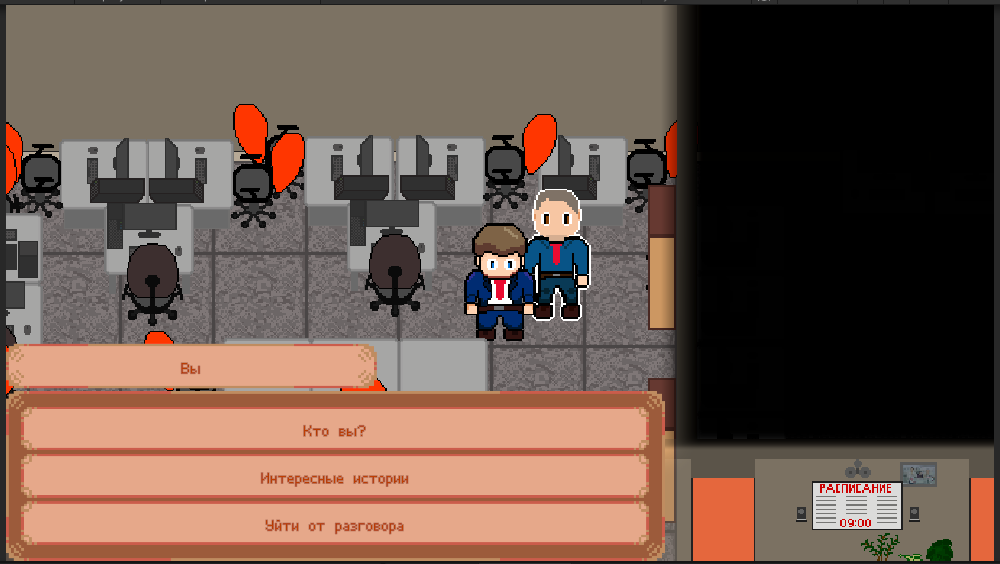 Вы
Кто вы?
Интересные истории
Уйти от разговора
РАСПИСАНИЕ
09:00